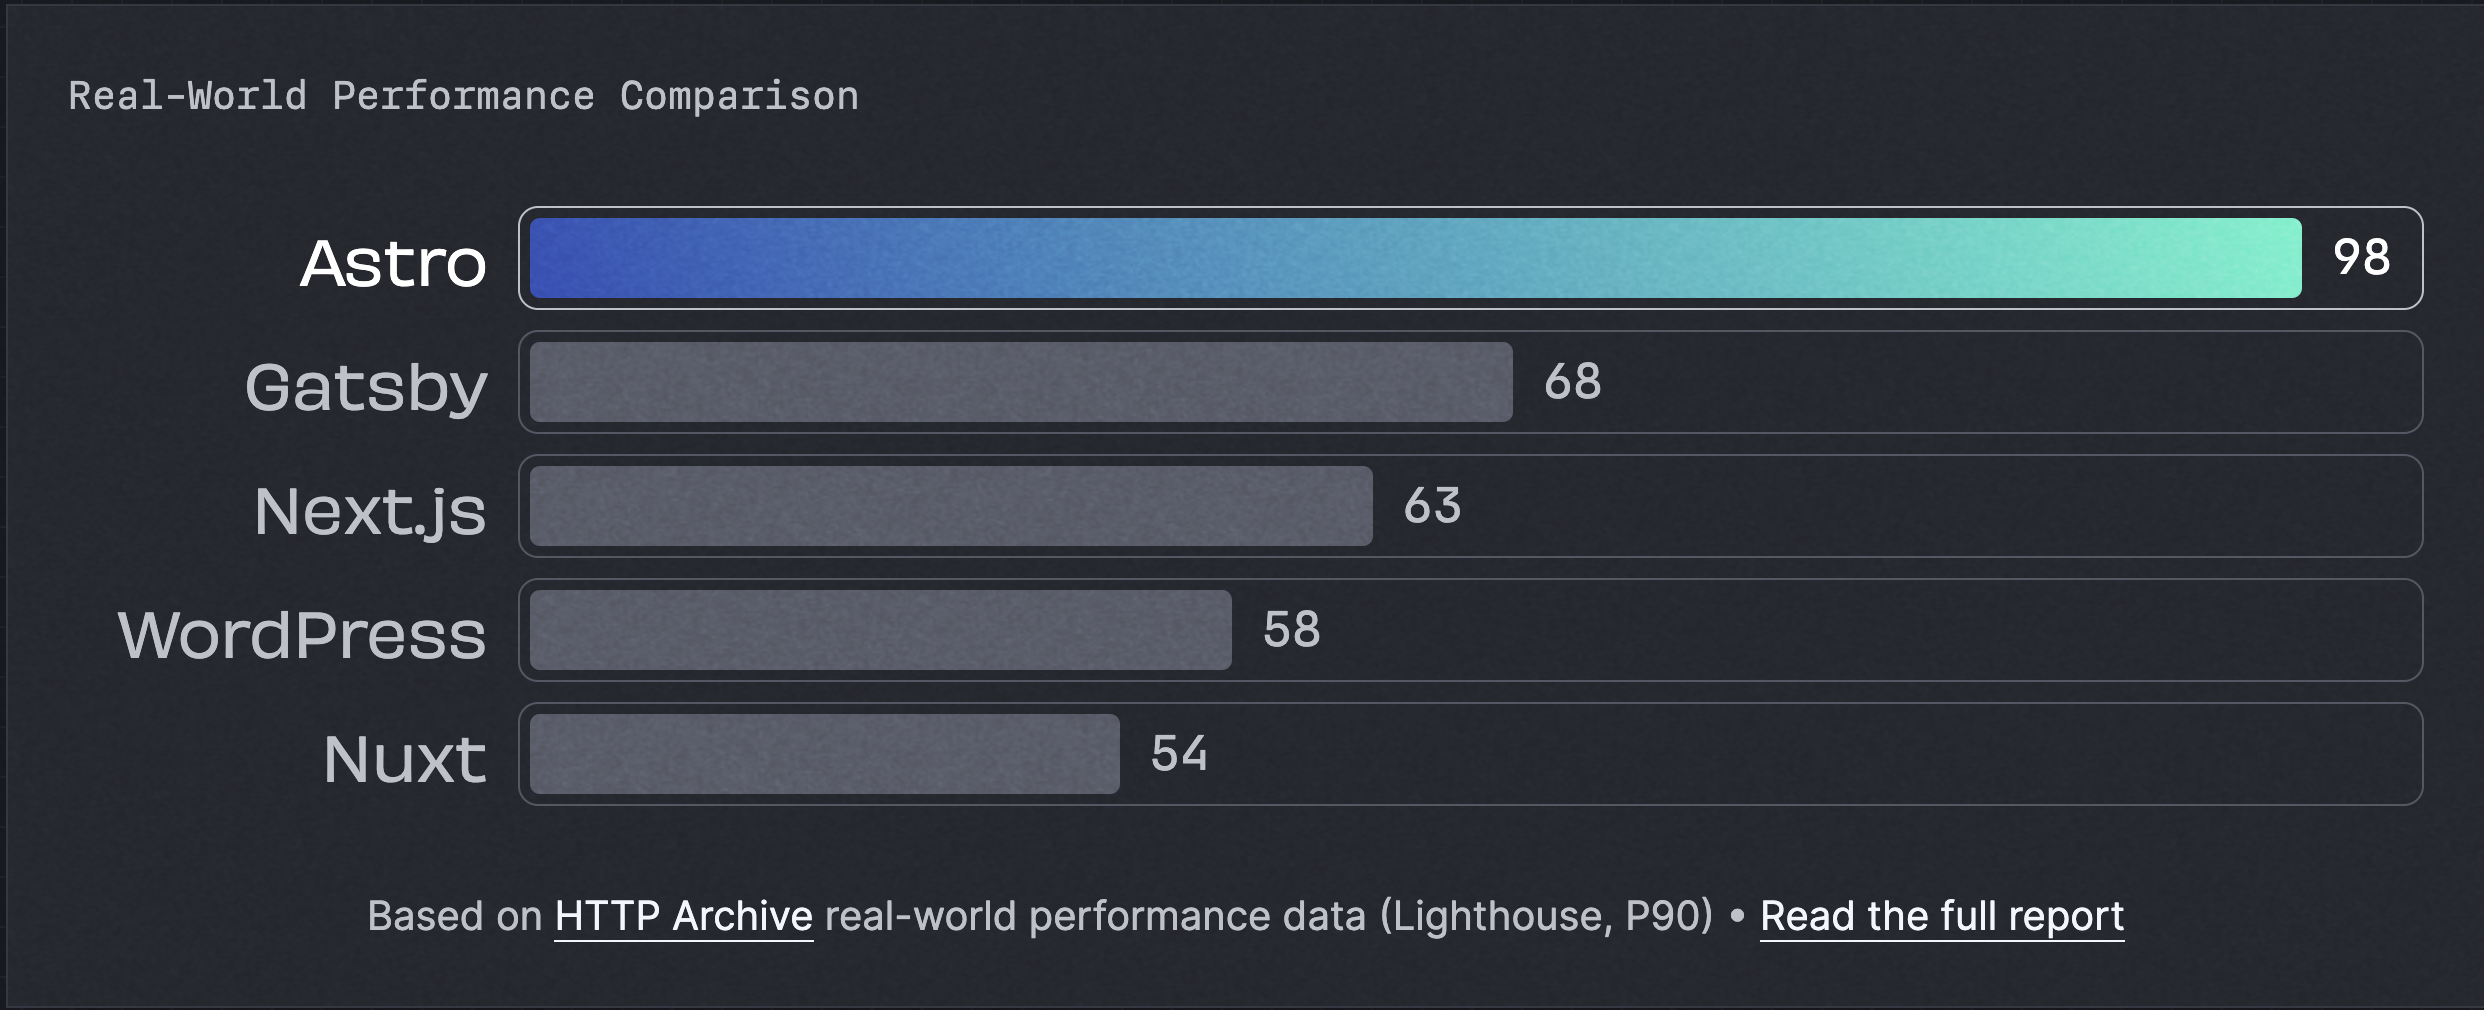 Real-World Performance Comparison
Astro 98
Gatsby 68
Next.js 63
WordPress 58
Nuxt 54
Based on HTTP Archive real-world performance data (Lighthouse, P90) • Read the full report